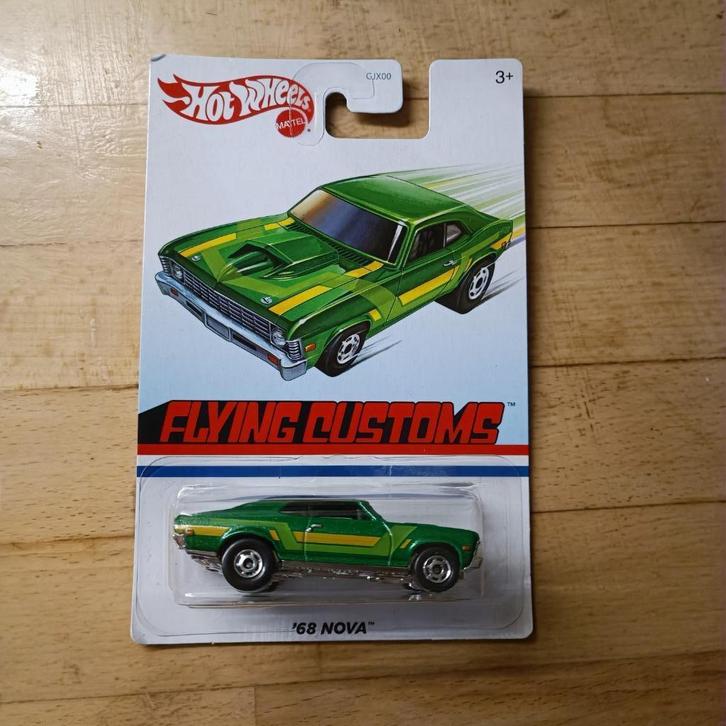 GJX00
3+
Hot Wheels
MATTEL
FLYING CUSTOMS™
'68 NOVA™